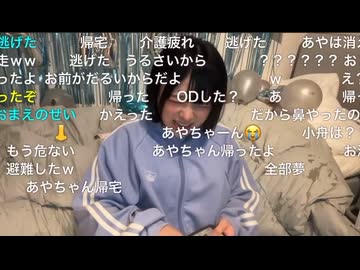 逃げた 帰宅 介護疲れ 逃げた あやは消
走ｗｗ 逃げた うるさいから ？？？？？？ お
ったよ お前がだるいからだよ ｗ え
ったぞ 帰った ODした？ あ 帰
おまえのせい かえった だから鼻やったの
⬇ あやちゃーん😭 小舟は？
もう危ない あやちゃん帰ったよ お
避難したｗ 全部夢
あやちゃん帰宅